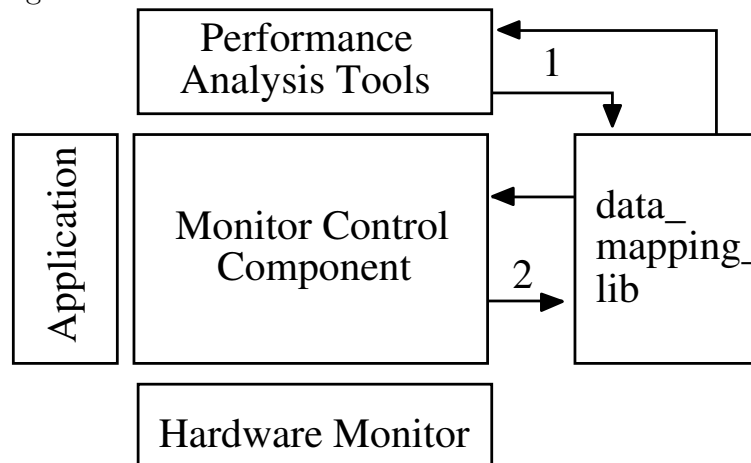 Performance
Analysis Tools
1
Application
Monitor Control
Component
2
data_
mapping_
lib
Hardware Monitor